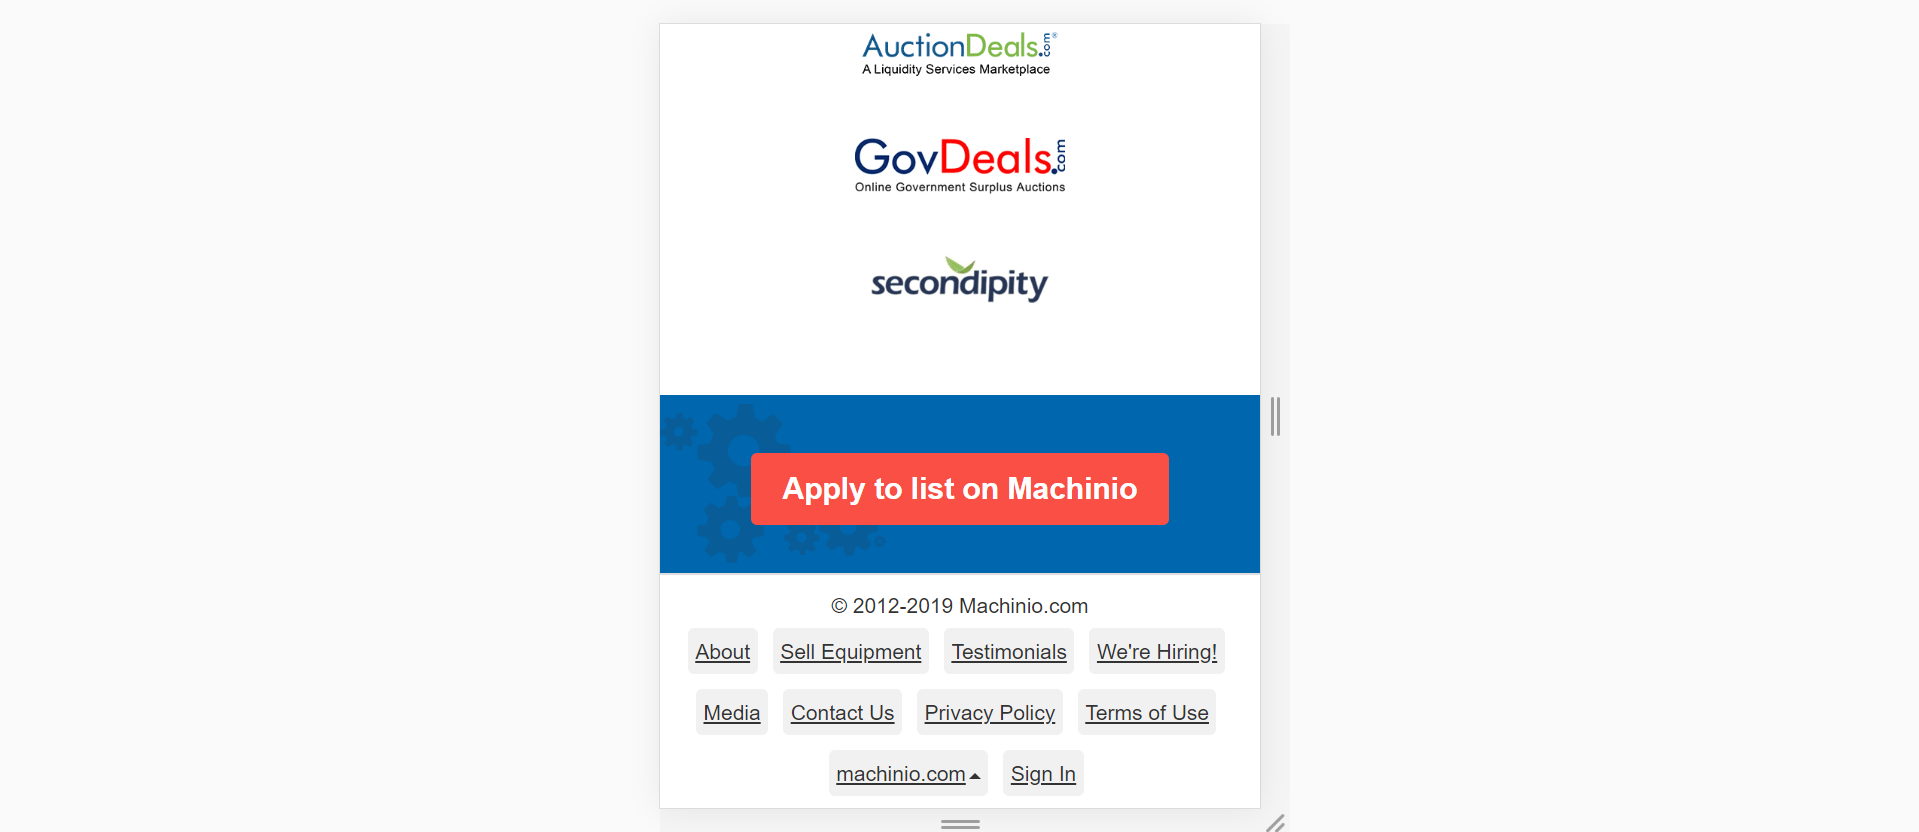 AuctionDeals.com®
A Liquidity Services Marketplace
GovDeals.com
Online Government Surplus Auctions
secondipity
Apply to list on Machinio
© 2012-2019 Machinio.com
About Sell Equipment Testimonials We're Hiring!
Media Contact Us Privacy Policy Terms of Use
machinio.com Sign In